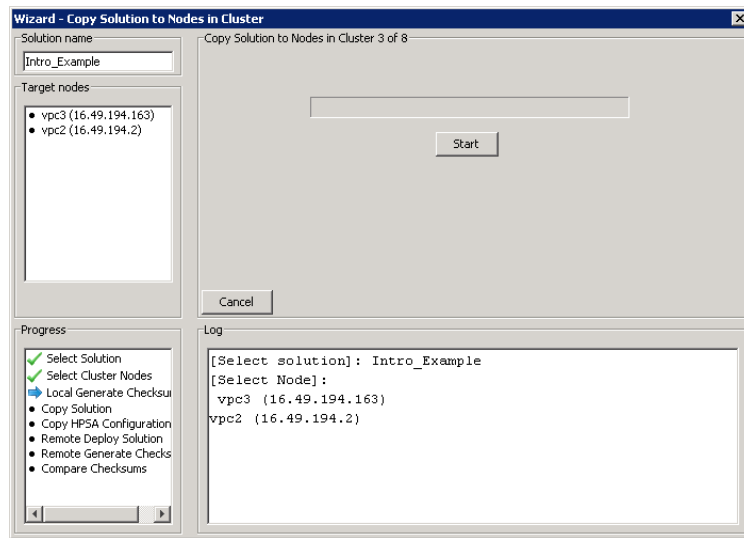 Wizard - Copy Solution to Nodes in Cluster
Solution name
Intro_Example
Target nodes
vpc3 (16.49.194.163)
vpc2 (16.49.194.2)
Copy Solution to Nodes in Cluster 3 of 8
Start
Cancel
Progress
Select Solution
Select Cluster Nodes
Local Generate Checksu
Copy Solution
Copy HPSA Configuration
Remote Deploy Solution
Remote Generate Checks
Compare Checksums
Log
[Select solution]: Intro_Example
[Select Node]:
vpc3 (16.49.194.163)
vpc2 (16.49.194.2)